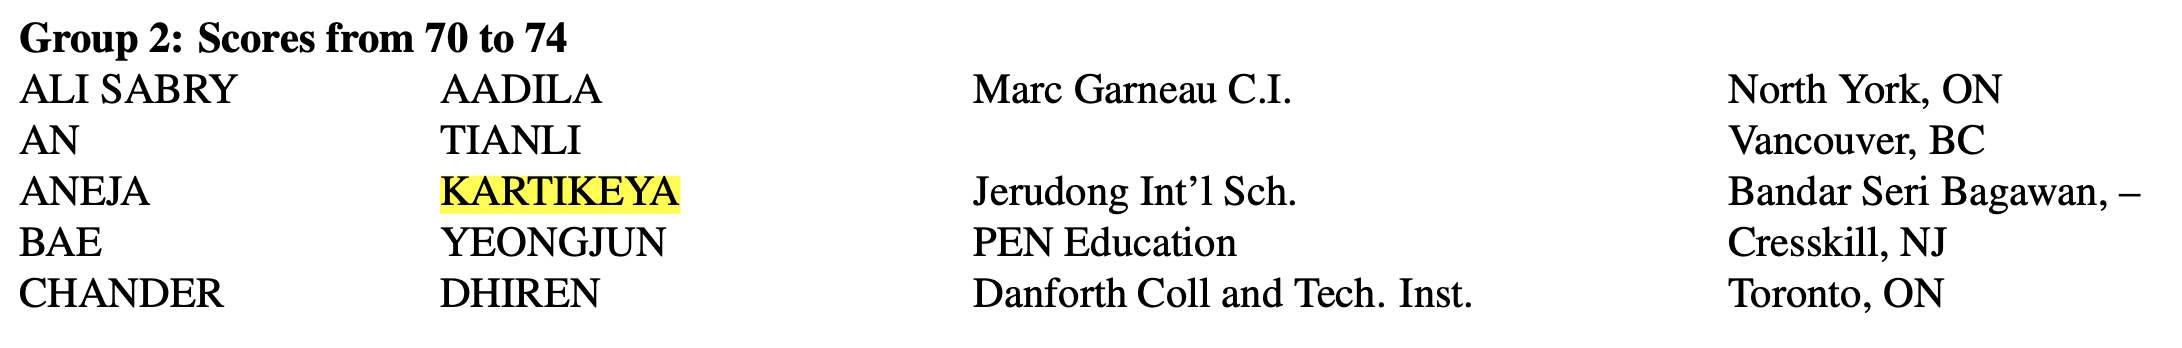 Group 2: Scores from 70 to 74
ALI SABRY AADILA Marc Garneau C.I. North York, ON
AN TIANLI Vancouver, BC
ANEJA KARTIKEYA Jerudong Int’l Sch. Bandar Seri Bagawan, –
BAE YEONGJUN PEN Education Cresskill, NJ
CHANDER DHIREN Danforth Coll and Tech. Inst. Toronto, ON